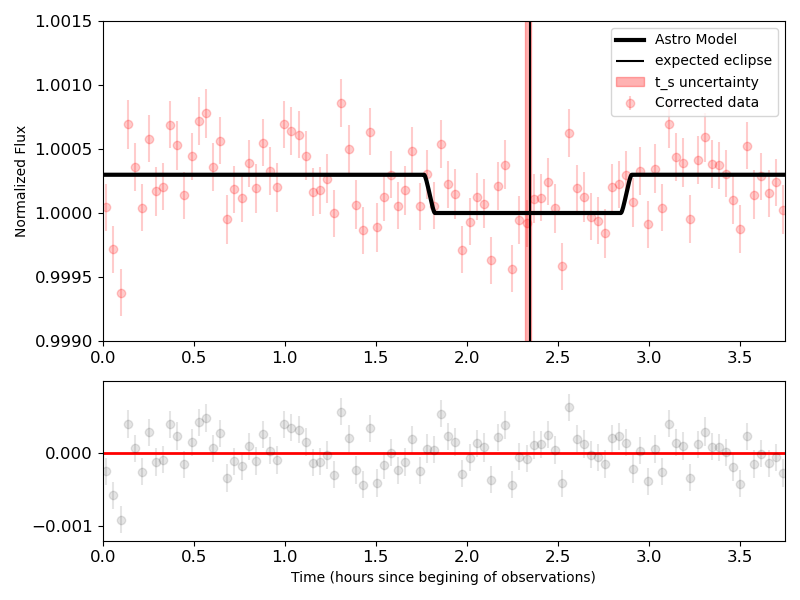 Normalized Flux
1.0015
1.0010
1.0005
1.0000
0.9995
0.9990
Astro Model
expected eclipse
t_s uncertainty
Corrected data
0.0 0.5 1.0 1.5 2.0 2.5 3.0 3.5
0.000
−0.001
0.0 0.5 1.0 1.5 2.0 2.5 3.0 3.5
Time (hours since begining of observations)